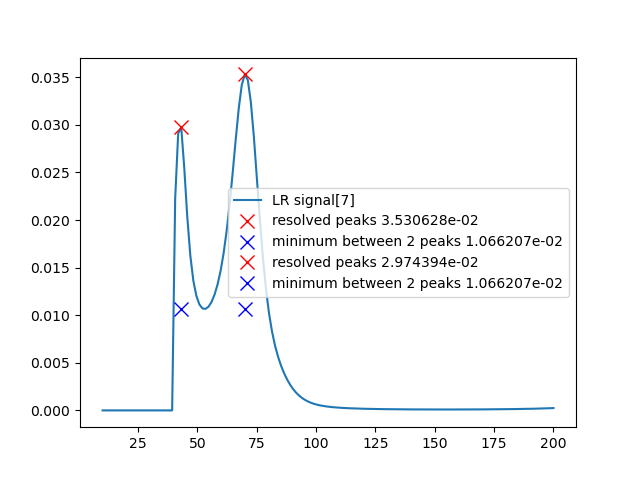 0.035
0.030
0.025
0.020
0.015
0.010
0.005
0.000
LR signal[7]
resolved peaks 3.530628e-02
minimum between 2 peaks 1.066207e-02
resolved peaks 2.974394e-02
minimum between 2 peaks 1.066207e-02
25 50 75 100 125 150 175 200